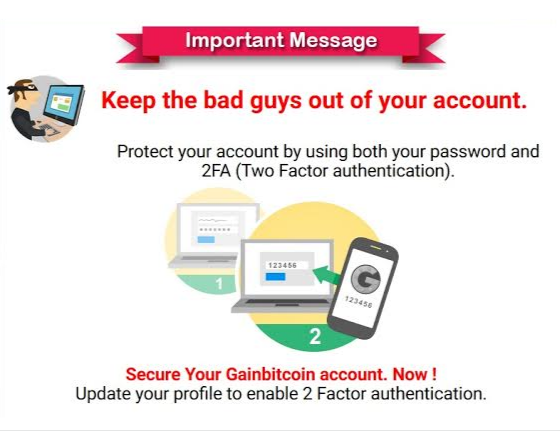 Important Message
Keep the bad guys out of your account.
Protect your account by using both your password and
2FA (Two Factor authentication).
123456
G
123456
1
2
Secure Your Gainbitcoin account. Now !
Update your profile to enable 2 Factor authentication.